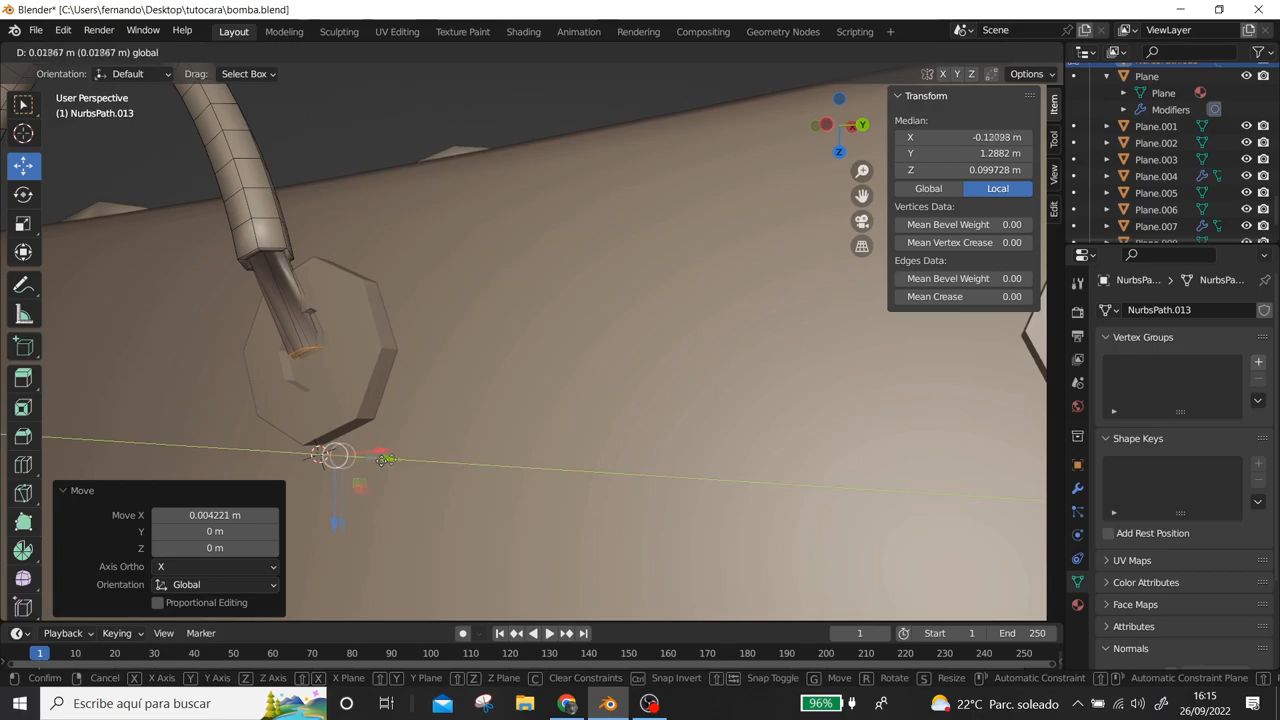 Blender* [C:\Users\fernando\Desktop\tutocara\bomba.blend]
File Edit Render Window Help Layout Modeling Sculpting UV Editing Texture Paint Shading Animation Rendering Compositing Geometry Nodes Scripting + Scene ViewLayer
D: 0.01867 m (0.01867 m) global
Orientation: Default Drag: Select Box X Y Z Options
User Perspective
(1) NurbsPath.013
Y
Z
Transform
Median:
X -0.12098 m
Y 1.2882 m
Z 0.099728 m
Global Local
Vertices Data:
Mean Bevel Weight 0.00
Mean Vertex Crease 0.00
Edges Data:
Mean Bevel Weight 0.00
Mean Crease 0.00
Item
Tool
View
Edit
Plane
Plane
Modifiers
Plane.001
Plane.002
Plane.003
Plane.004
Plane.005
Plane.006
Plane.007
NurbsPa... NurbsPa...
NurbsPath.013
Vertex Groups
Shape Keys
Add Rest Position
UV Maps
Color Attributes
Face Maps
Attributes
Normals
Move
Move X 0.004221 m
Y 0 m
Z 0 m
Axis Ortho X
Orientation Global
Proportional Editing
Playback Keying View Marker 1 Start 1 End 250
1 10 20 30 40 50 60 70 80 90 100 110 120 130 140 150 160 170 180 190 200 210 220 230 240 250
Confirm Cancel X X Axis Y Y Axis Z Z Axis X X Plane Y Y Plane Z Z Plane C Clear Constraints Ctrl Snap Invert Snap Toggle G Move R Rotate S Resize Automatic Constraint Automatic Constraint Plane
Escribe aquí para buscar 96% 22°C Parc. soleado 16:15
26/09/2022